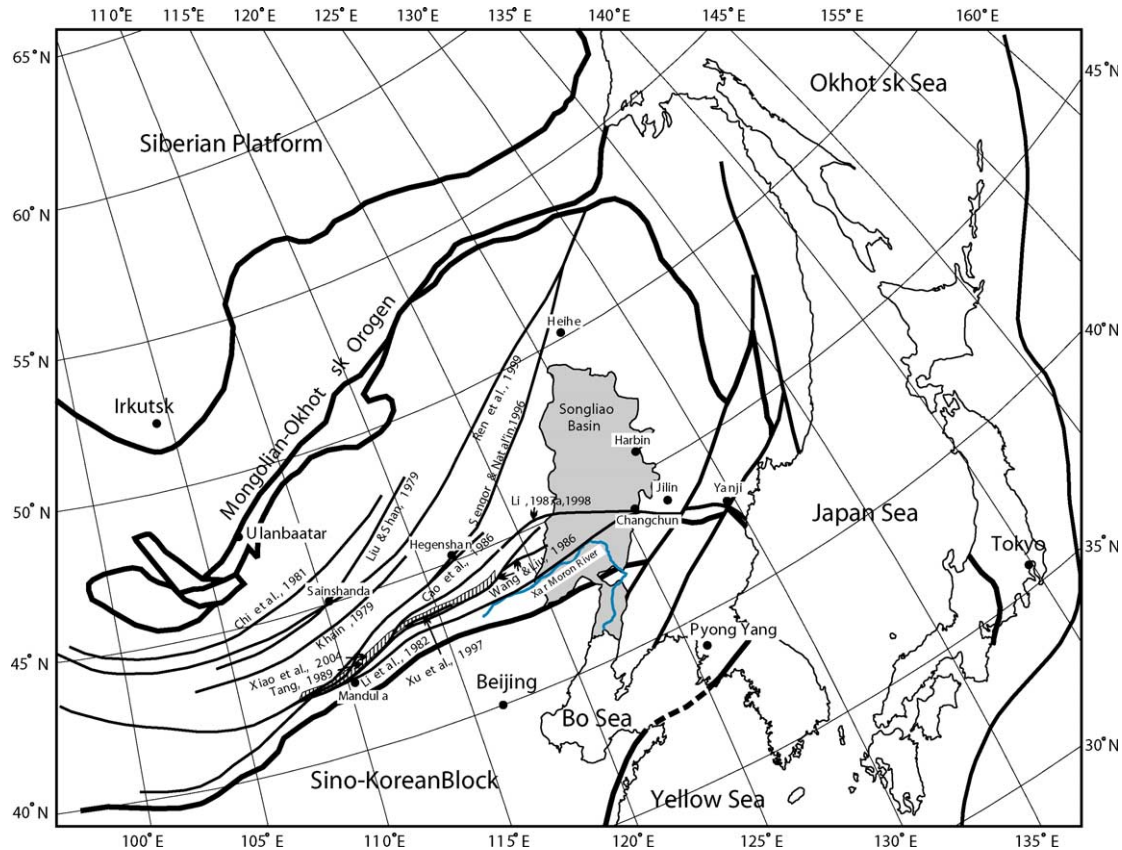 110˚E 115˚E 120˚E 125˚E 130˚E 135˚E 140˚E 145˚E 155˚E 160˚E
65˚N
45˚N
Okhot sk Sea
Siberian Platform
60˚N
40˚N
Heihe
55˚N
Mongolian-Okhot sk Orogen
Ren et al., 1999
Sengor & Natal'in,1996
Songliao
Basin
Irkutsk
Harbin
Li ,1987a,1998
Jilin
Yanji
50˚N
Liu &Shan, 1979
Ulanbaatar
Changchun
Japan Sea
Hegenshan
Tokyo
35˚N
Cao et al., 1986
Wang &Liu, 1986
Xar Moron River
Chi et al., 1981
Sainshanda
Khain ,1979
Pyong Yang
45˚N
Xiao et al., 2004
Tang, 1989
Li et al., 1982
Xu et al., 1997
Mandula
Beijing
Bo Sea
30˚N
Sino-KoreanBlock
Yellow Sea
40˚N
100˚E 105˚E 110˚E 115˚E 120˚E 125˚E 130˚E 135˚E